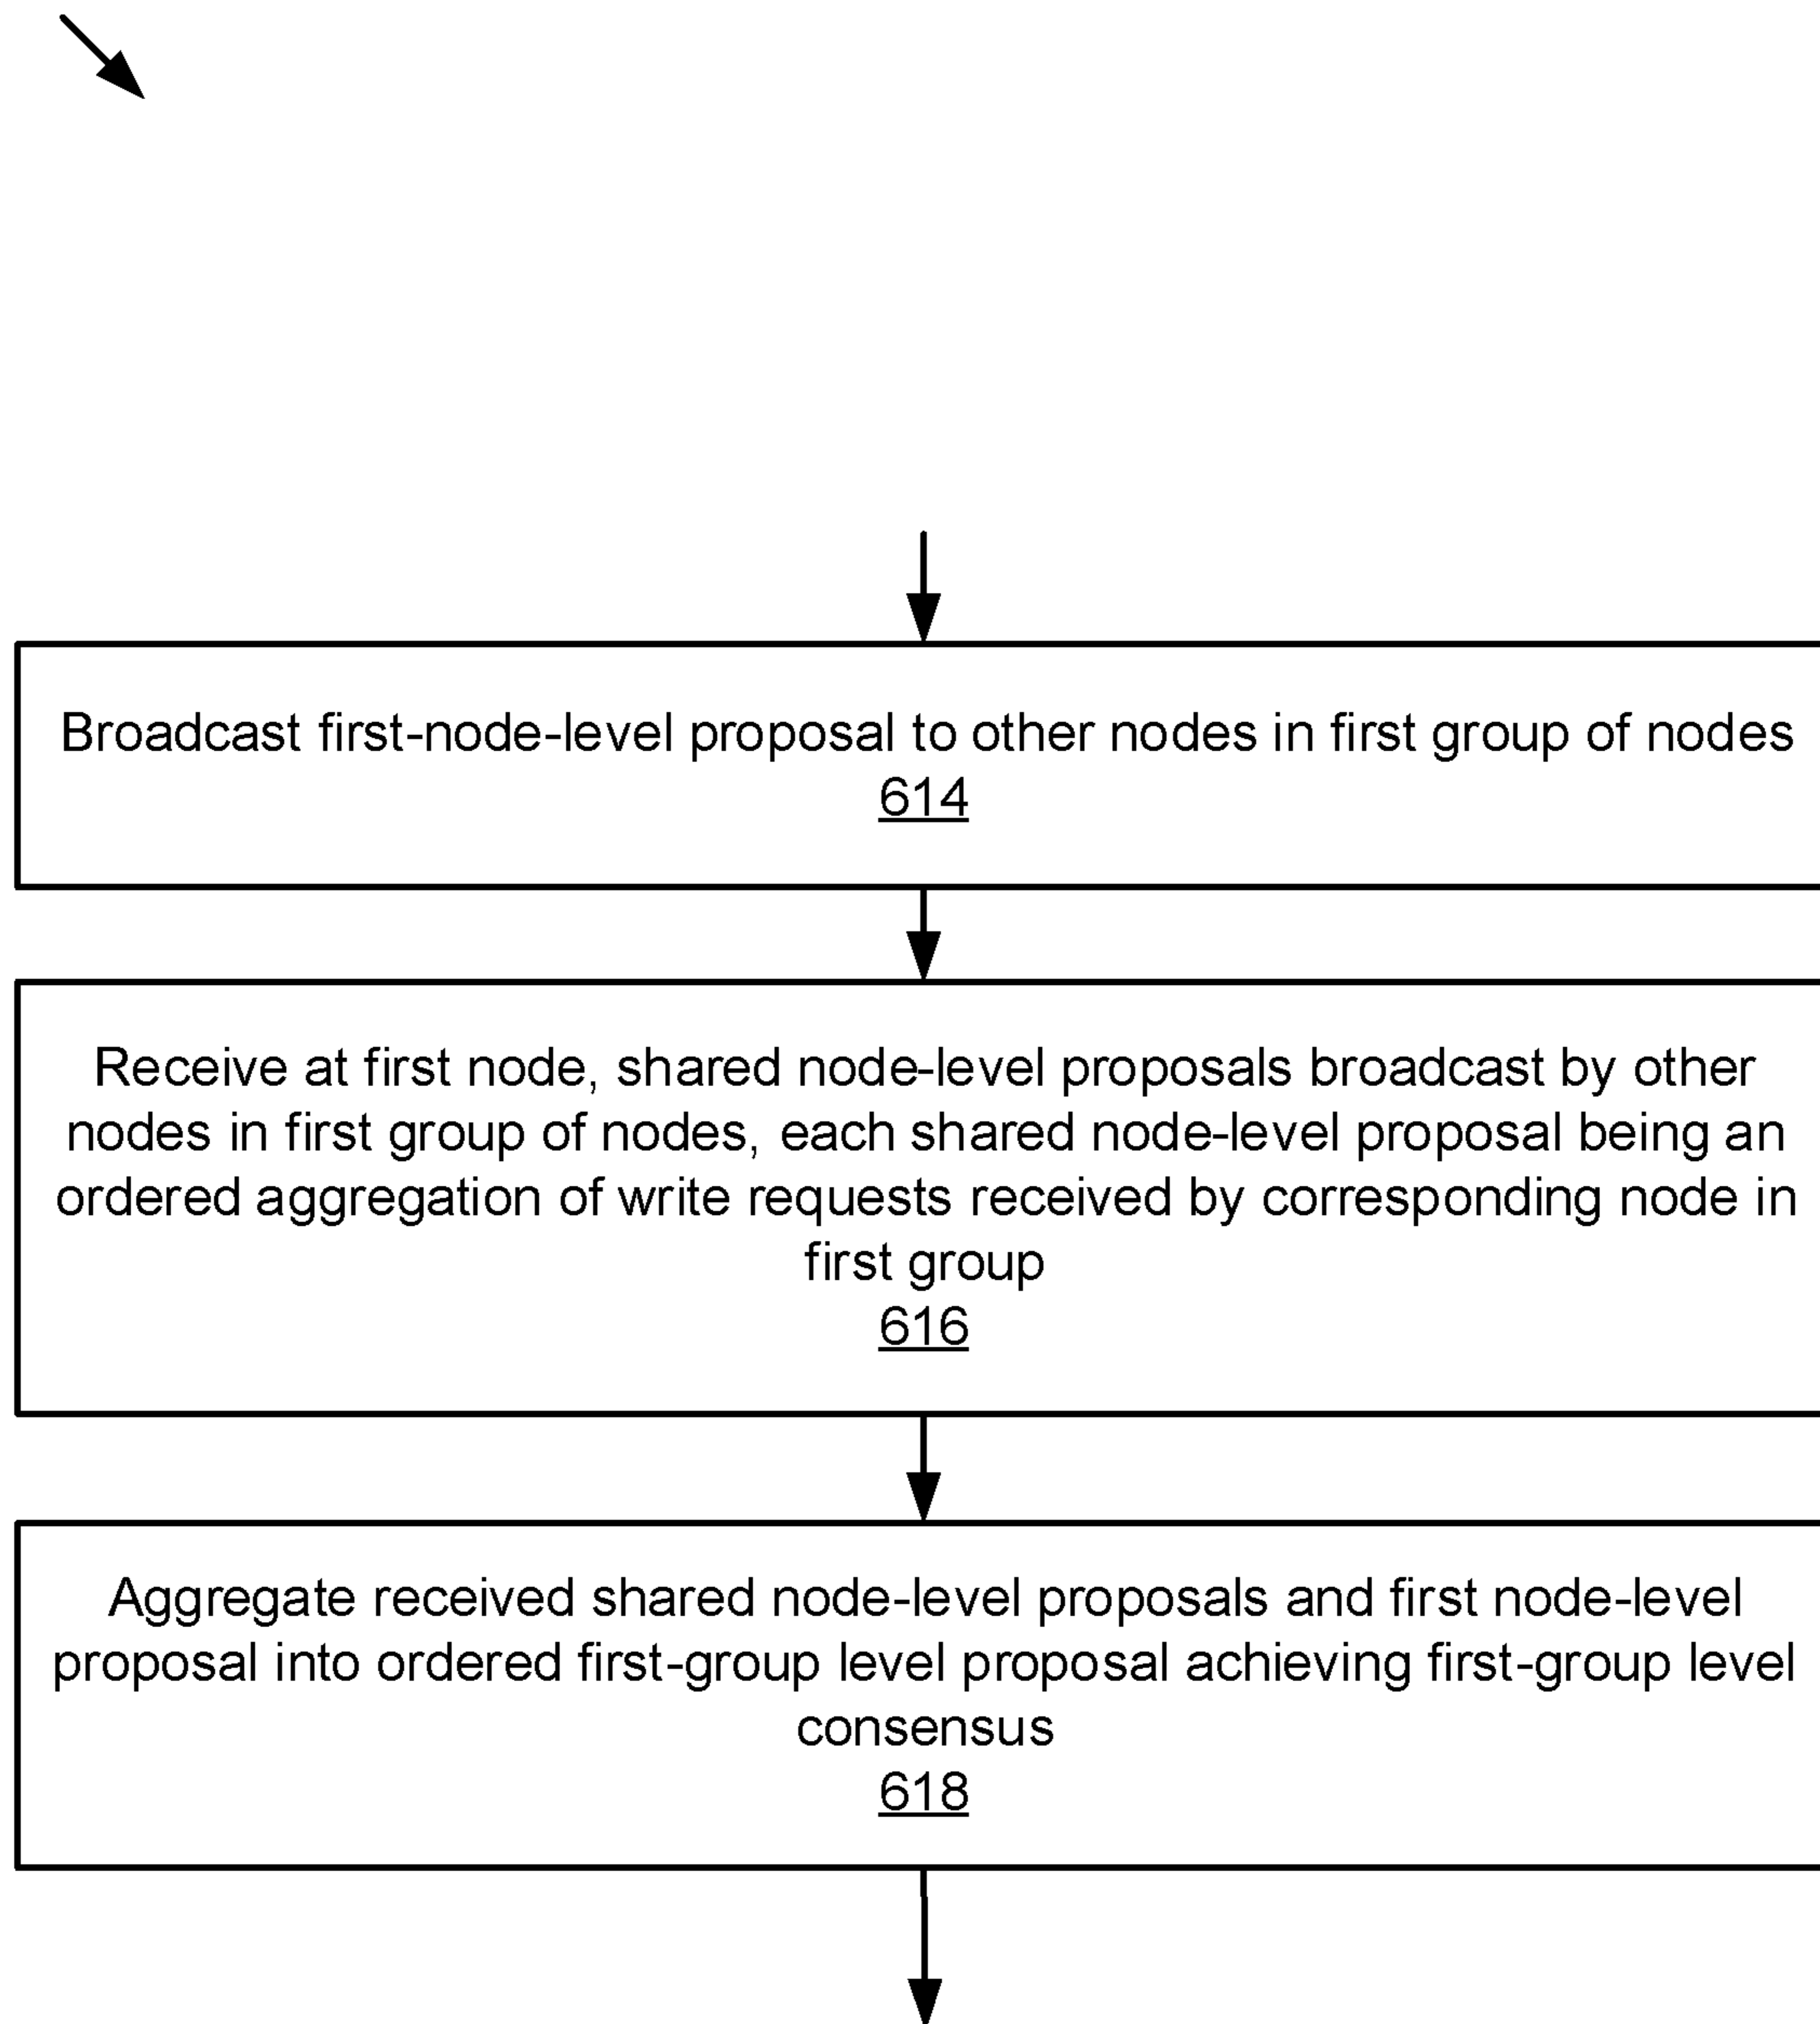 Broadcast first-node-level proposal to other nodes in first group of nodes
614
Receive at first node, shared node-level proposals broadcast by other
nodes in first group of nodes, each shared node-level proposal being an
ordered aggregation of write requests received by corresponding node in
first group
616
Aggregate received shared node-level proposals and first node-level
proposal into ordered first-group level proposal achieving first-group level
consensus
618